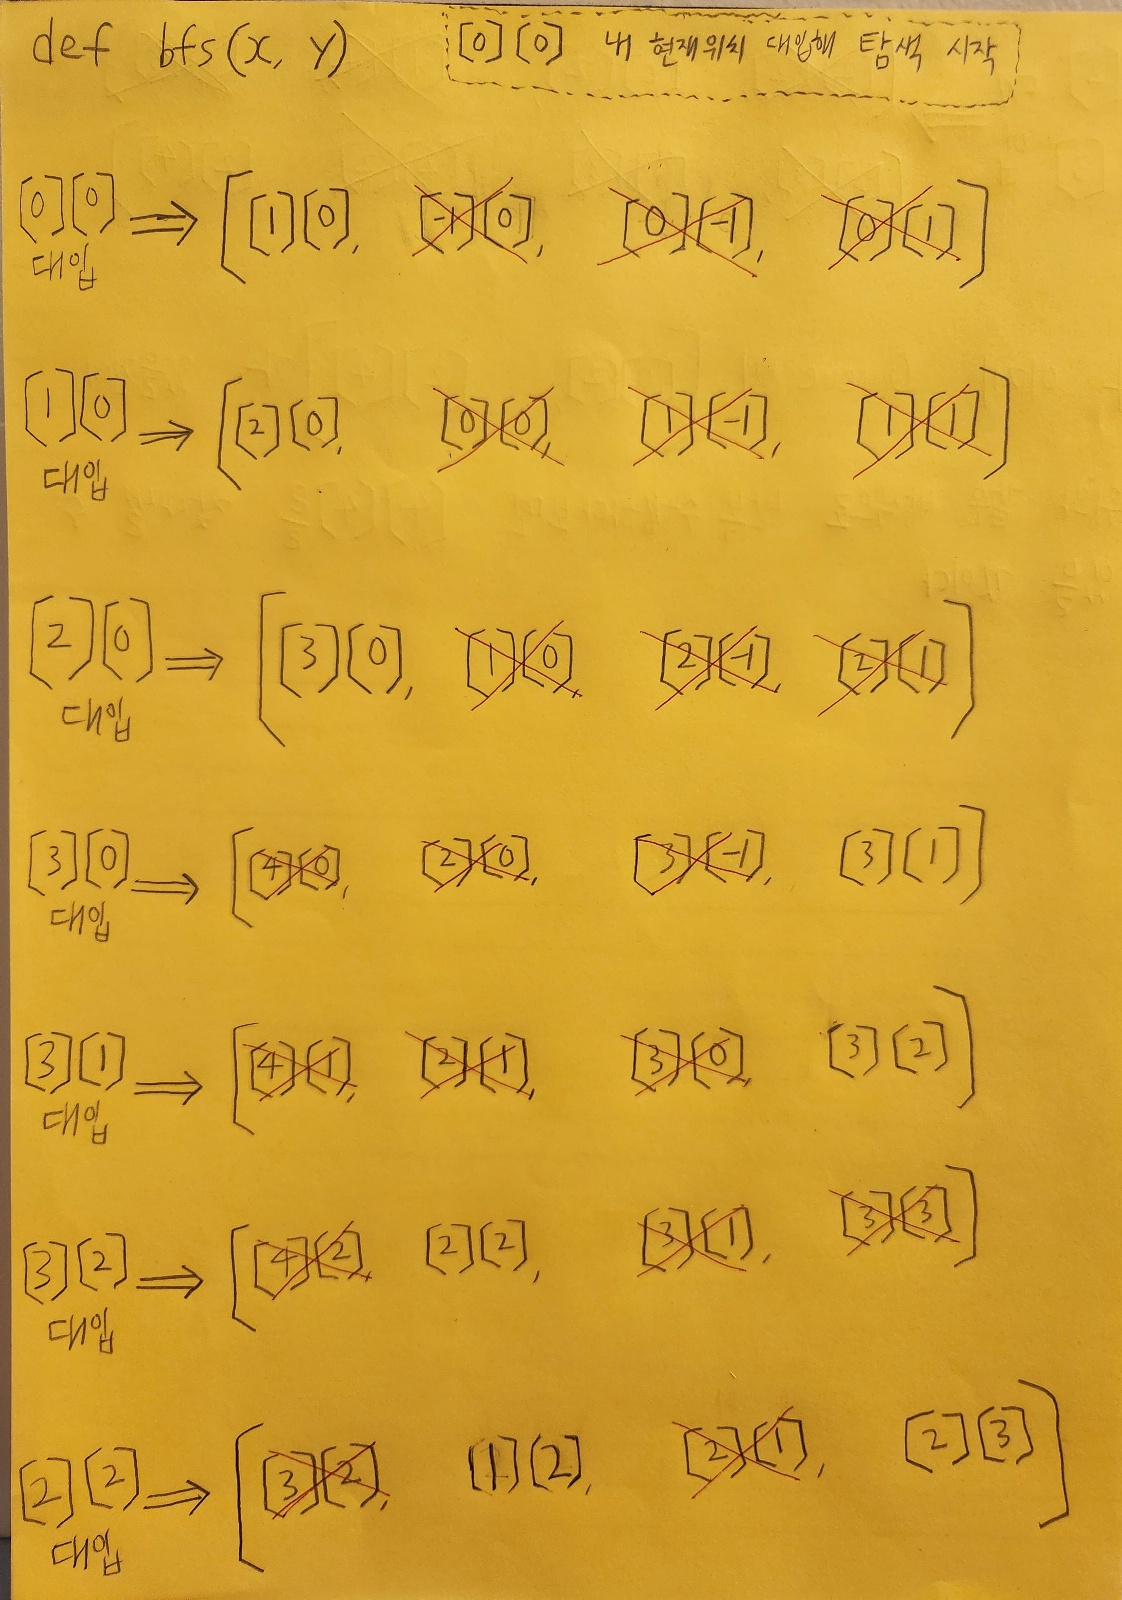 def bfs(x, y) [0][0] 내 현재위치 대입해 탐색 시작
[0][0] ⇒ [[1][0], [-1][0], [0][-1], [0][1]]
대입
[1][0] ⇒ [[2][0], [0][0], [1][-1], [1][1]]
대입
[2][0] ⇒ [[3][0], [1][0], [2][-1], [2][1]]
대입
[3][0] ⇒ [[4][0], [2][0], [3][-1], [3][1]]
대입
[3][1] ⇒ [[4][1], [2][1], [3][0], [3][2]]
대입
[3][2] ⇒ [[4][2], [2][2], [3][1], [3][3]]
대입
[2][2] ⇒ [[3][2], [1][2], [2][1], [2][3]]
대입